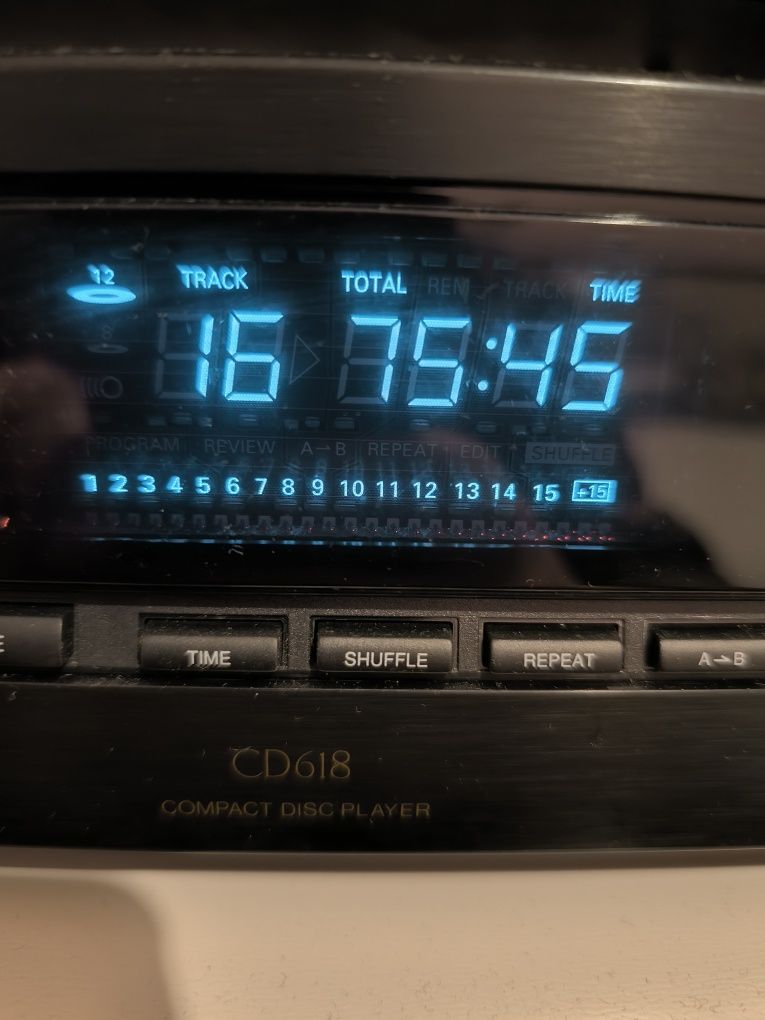 12 TRACK TOTAL REM TRACK TIME
16 75:45
8
PROGRAM REVIEW A→B REPEAT EDIT SHUFFLE
1 2 3 4 5 6 7 8 9 10 11 12 13 14 15 +15
E TIME SHUFFLE REPEAT A→B
CD618
COMPACT DISC PLAYER